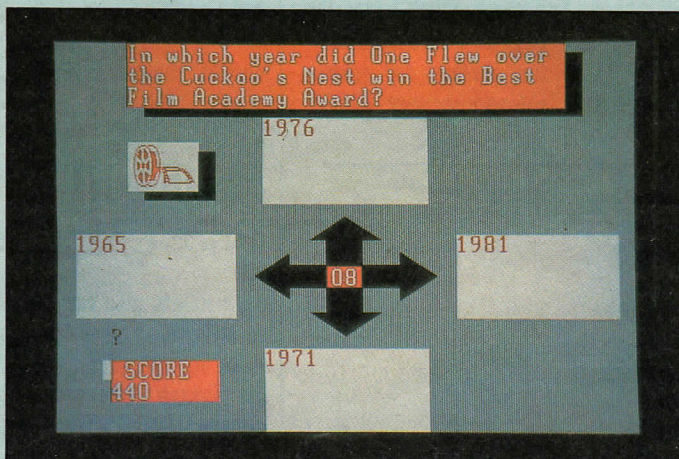 In which year did One Flew over
the Cuckoo's Nest win the Best
Film Academy Award?
1976
1965
1981
08
?
SCORE
440
1971